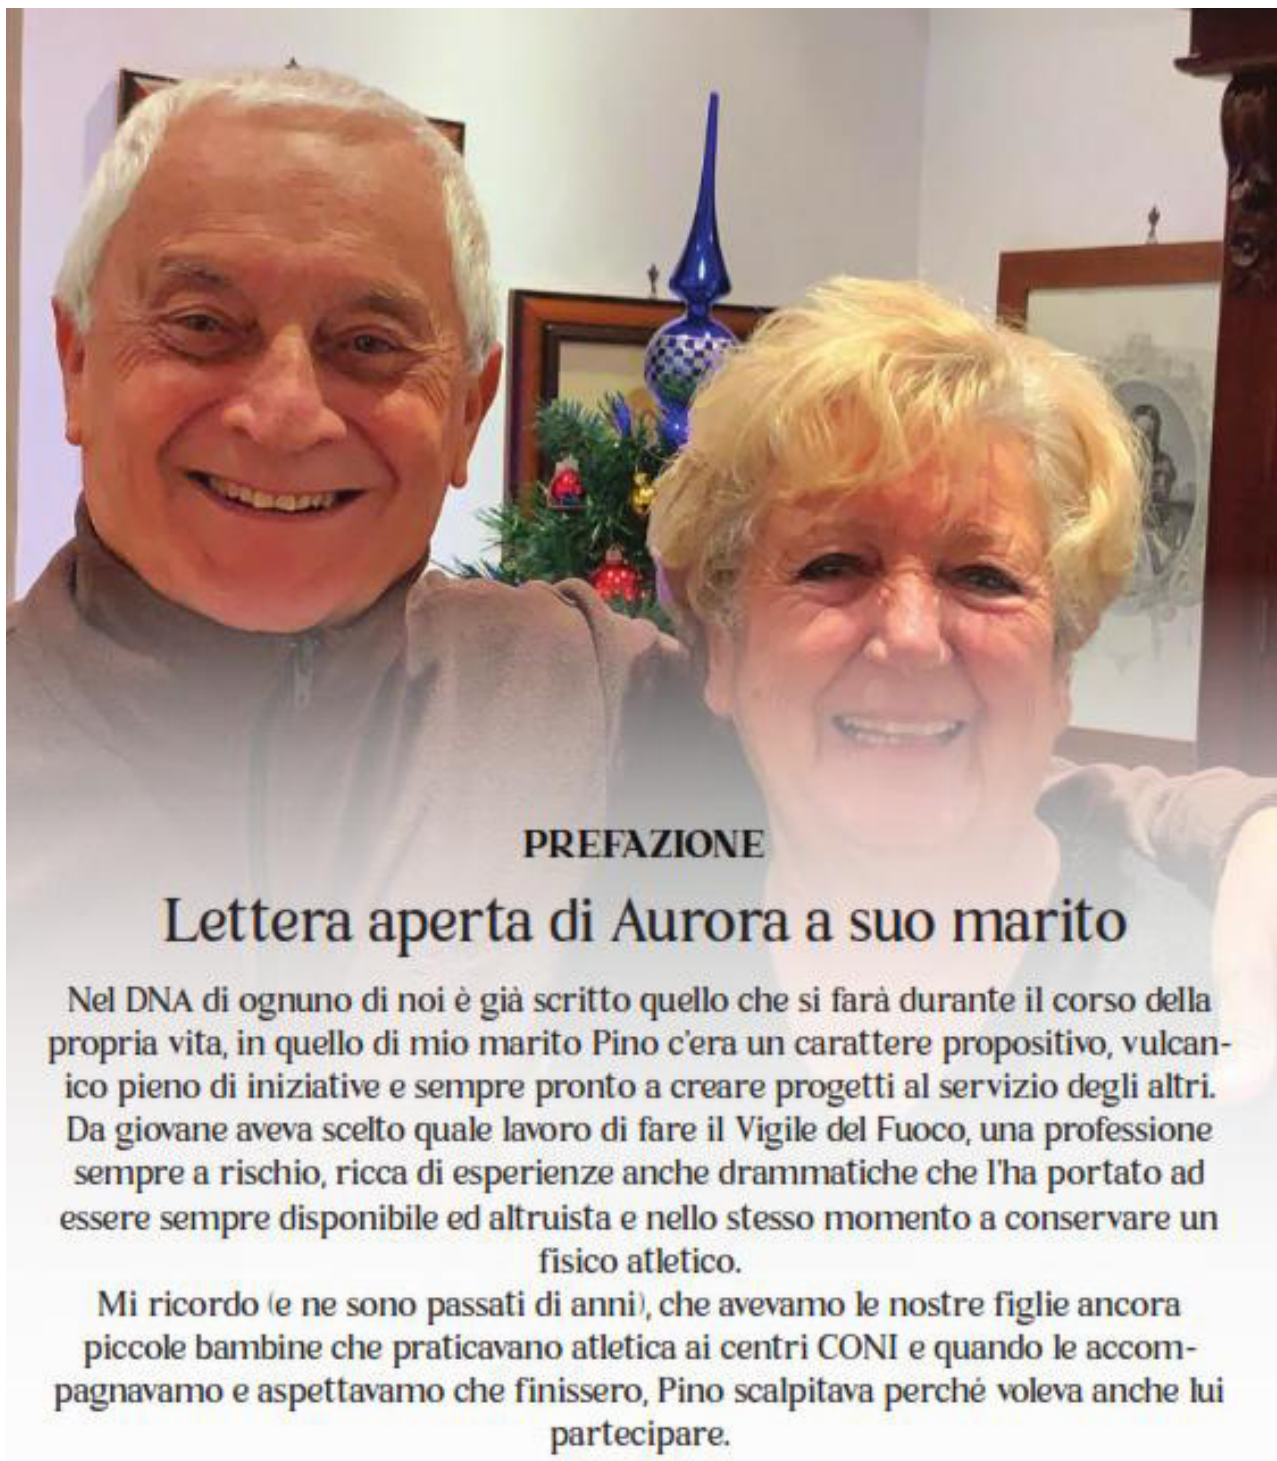 PREFAZIONE
Lettera aperta di Aurora a suo marito
Nel DNA di ognuno di noi è già scritto quello che si farà durante il corso della
propria vita, in quello di mio marito Pino c'era un carattere propositivo, vulcan-
ico pieno di iniziative e sempre pronto a creare progetti al servizio degli altri.
Da giovane aveva scelto quale lavoro di fare il Vigile del Fuoco, una professione
sempre a rischio, ricca di esperienze anche drammatiche che l'ha portato ad
essere sempre disponibile ed altruista e nello stesso momento a conservare un
fisico atletico.
Mi ricordo (e ne sono passati di anni), che avevamo le nostre figlie ancora
piccole bambine che praticavano atletica ai centri CONI e quando le accom-
pagnavamo e aspettavamo che finissero, Pino scalpitava perché voleva anche lui
partecipare.